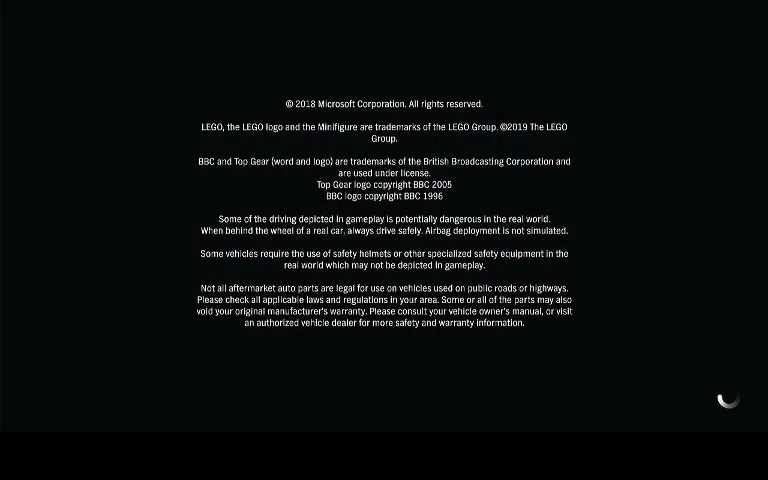 © 2018 Microsoft Corporation. All rights reserved.
LEGO, the LEGO logo and the Minifigure are trademarks of the LEGO Group. ©2019 The LEGO
Group.
BBC and Top Gear (word and logo) are trademarks of the British Broadcasting Corporation and
are used under license.
Top Gear logo copyright BBC 2005
BBC logo copyright BBC 1996
Some of the driving depicted in gameplay is potentially dangerous in the real world.
When behind the wheel of a real car, always drive safely. Airbag deployment is not simulated.
Some vehicles require the use of safety helmets or other specialized safety equipment in the
real world which may not be depicted in gameplay.
Not all aftermarket auto parts are legal for use on vehicles used on public roads or highways.
Please check all applicable laws and regulations in your area. Some or all of the parts may also
void your original manufacturer's warranty. Please consult your vehicle owner's manual, or visit
an authorized vehicle dealer for more safety and warranty information.